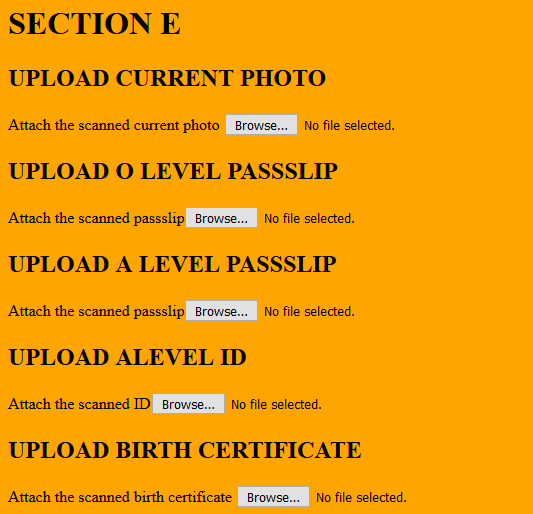 SECTION E
UPLOAD CURRENT PHOTO
Attach the scanned current photo Browse... No file selected.
UPLOAD O LEVEL PASSSLIP
Attach the scanned passslip Browse... No file selected.
UPLOAD A LEVEL PASSSLIP
Attach the scanned passslip Browse... No file selected.
UPLOAD ALEVEL ID
Attach the scanned ID Browse... No file selected.
UPLOAD BIRTH CERTIFICATE
Attach the scanned birth certificate Browse... No file selected.